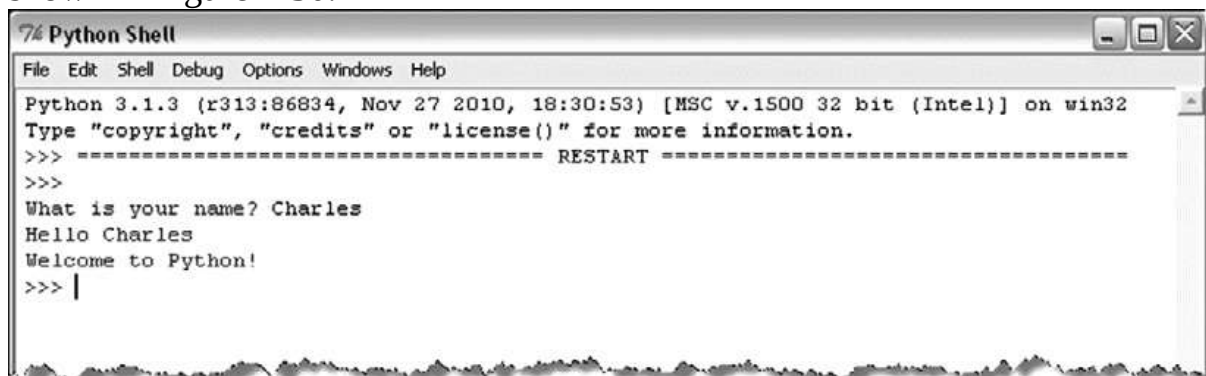 Python Shell
File Edit Shell Debug Options Windows Help
Python 3.1.3 (r313:86834, Nov 27 2010, 18:30:53) [MSC v.1500 32 bit (Intel)] on win32
Type "copyright", "credits" or "license()" for more information.
>>> ==================================== RESTART ====================================
>>>
What is your name? Charles
Hello Charles
Welcome to Python!
>>>